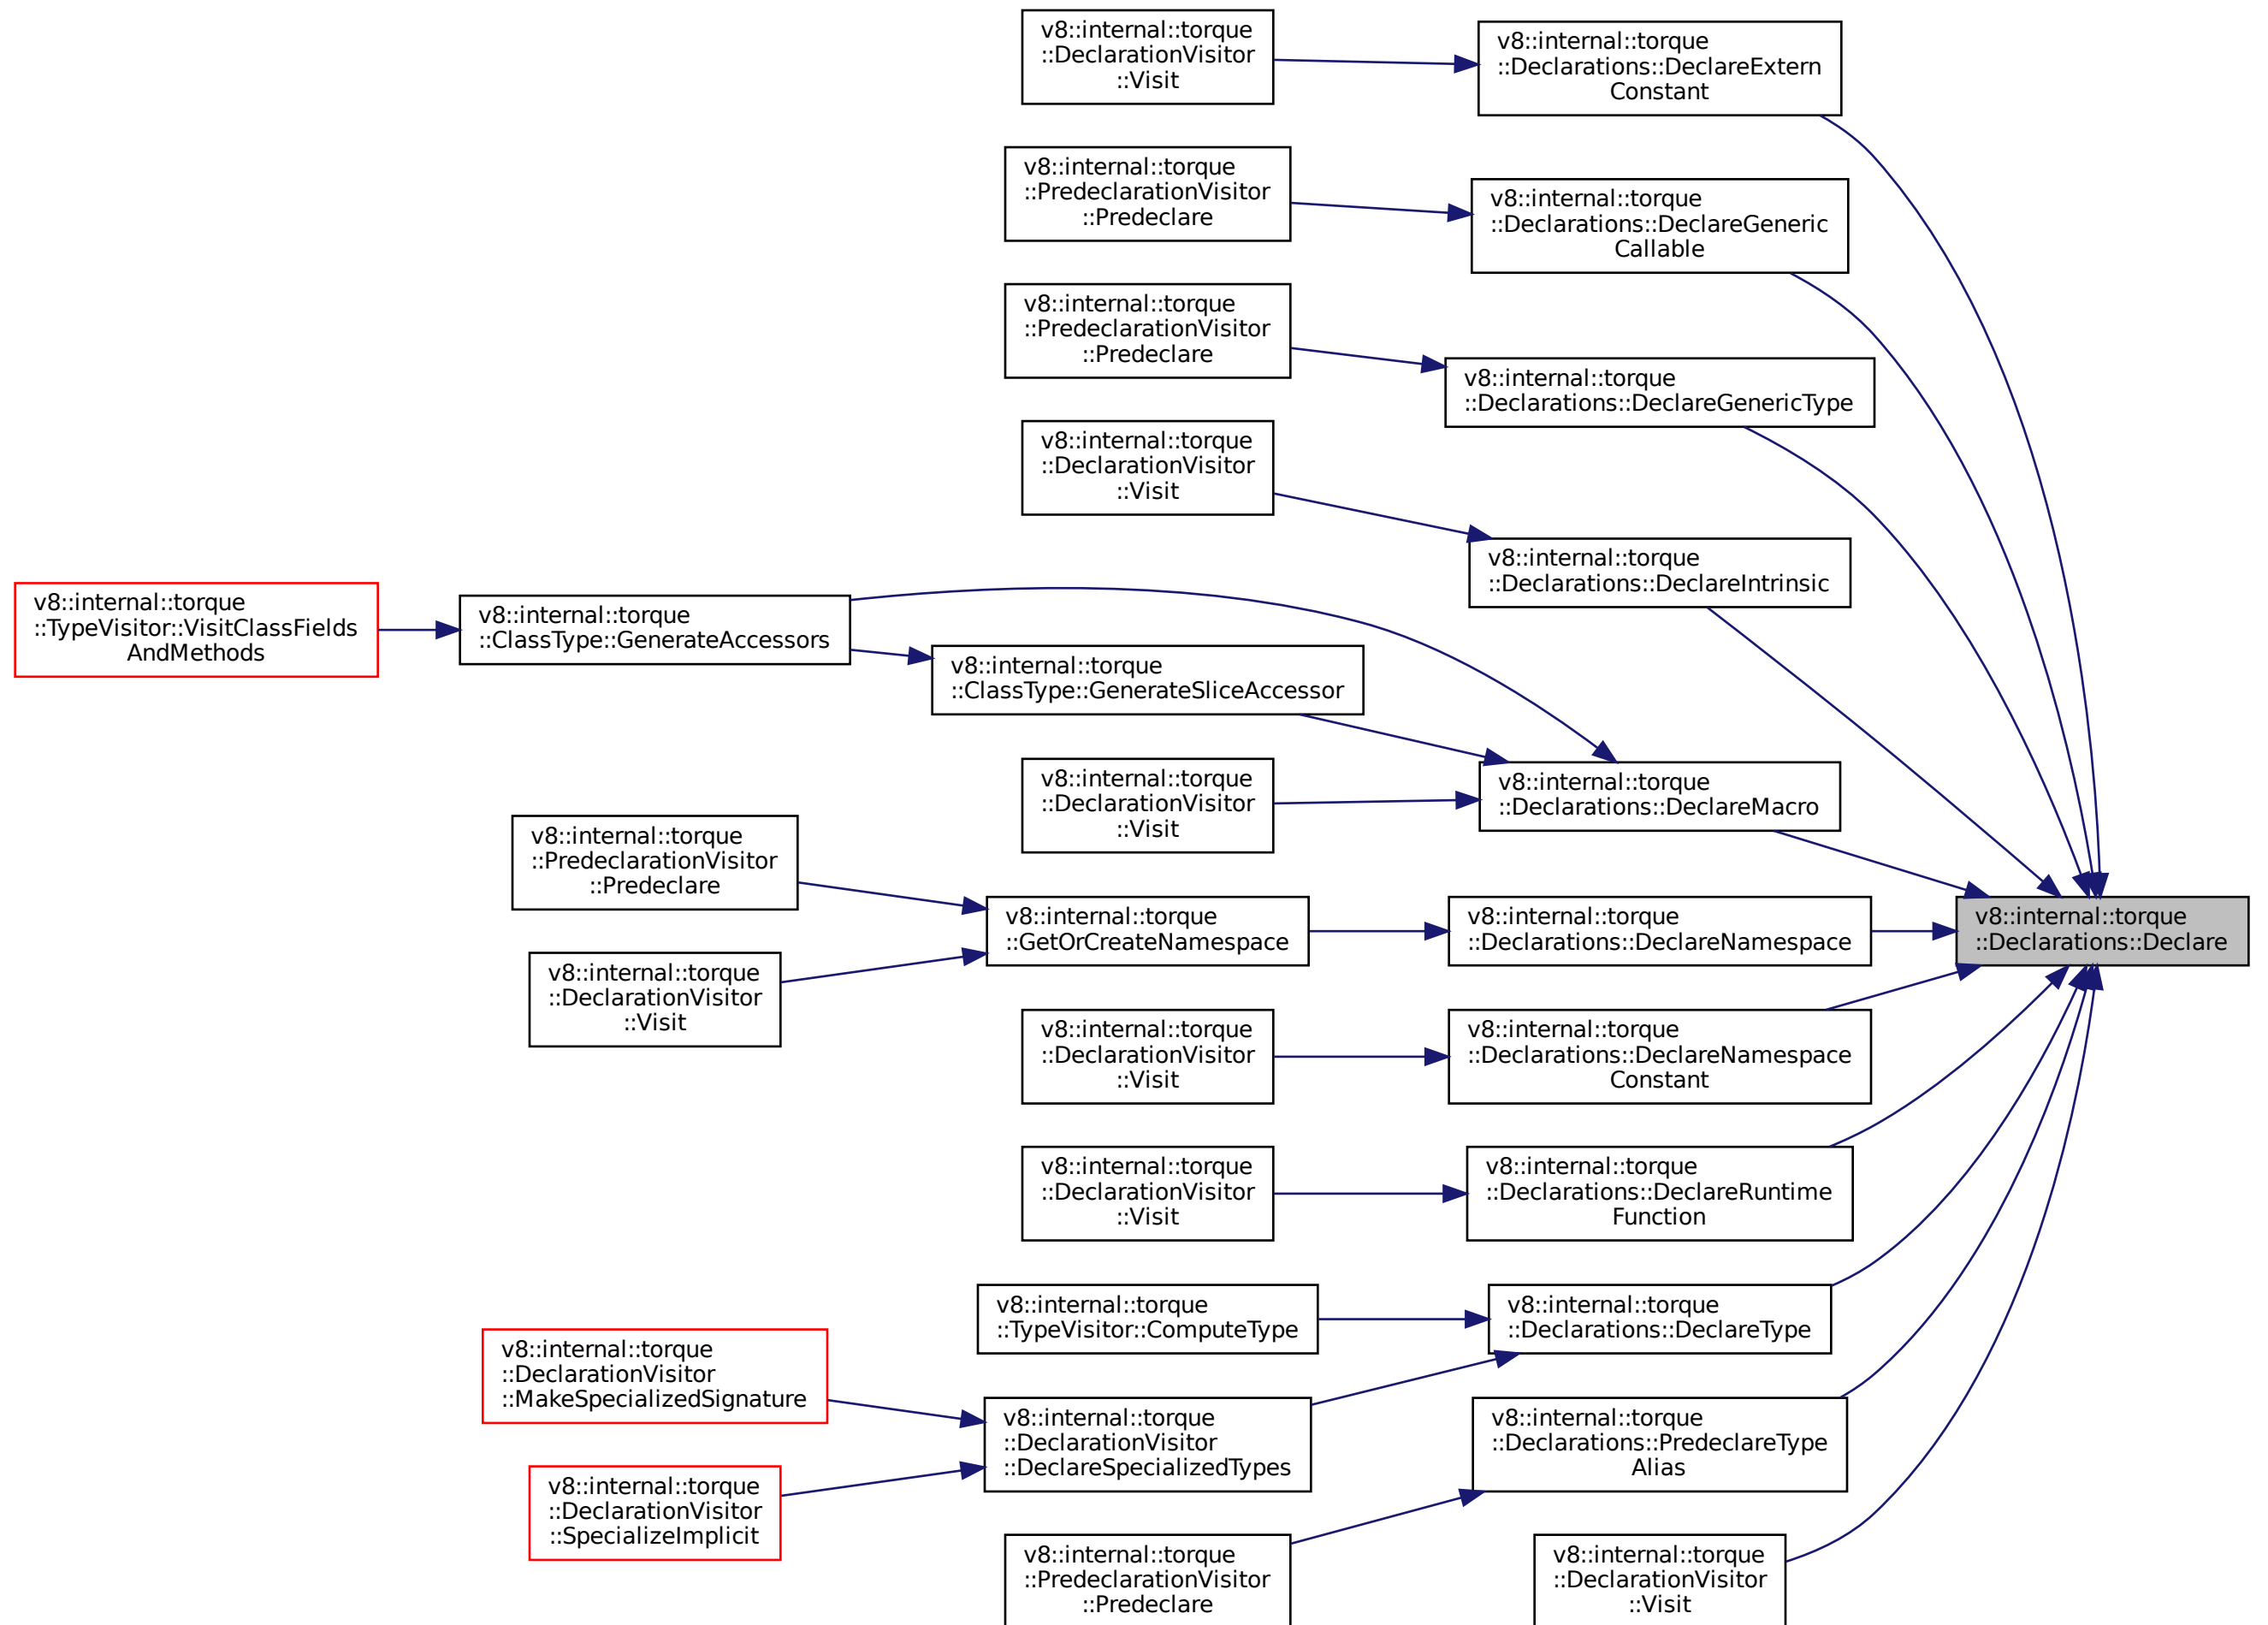 v8::internal::torque
::DeclarationVisitor
::Visit
v8::internal::torque
::Declarations::DeclareExtern
Constant
v8::internal::torque
::PredeclarationVisitor
::Predeclare
v8::internal::torque
::Declarations::DeclareGeneric
Callable
v8::internal::torque
::PredeclarationVisitor
::Predeclare
v8::internal::torque
::Declarations::DeclareGenericType
v8::internal::torque
::DeclarationVisitor
::Visit
v8::internal::torque
::Declarations::DeclareIntrinsic
v8::internal::torque
::TypeVisitor::VisitClassFields
AndMethods
v8::internal::torque
::ClassType::GenerateAccessors
v8::internal::torque
::ClassType::GenerateSliceAccessor
v8::internal::torque
::DeclarationVisitor
::Visit
v8::internal::torque
::Declarations::DeclareMacro
v8::internal::torque
::PredeclarationVisitor
::Predeclare
v8::internal::torque
::DeclarationVisitor
::Visit
v8::internal::torque
::GetOrCreateNamespace
v8::internal::torque
::Declarations::DeclareNamespace
v8::internal::torque
::Declarations::Declare
v8::internal::torque
::DeclarationVisitor
::Visit
v8::internal::torque
::Declarations::DeclareNamespace
Constant
v8::internal::torque
::DeclarationVisitor
::Visit
v8::internal::torque
::Declarations::DeclareRuntime
Function
v8::internal::torque
::TypeVisitor::ComputeType
v8::internal::torque
::Declarations::DeclareType
v8::internal::torque
::DeclarationVisitor
::MakeSpecializedSignature
v8::internal::torque
::DeclarationVisitor
::DeclareSpecializedTypes
v8::internal::torque
::Declarations::PredeclareType
Alias
v8::internal::torque
::DeclarationVisitor
::SpecializeImplicit
v8::internal::torque
::PredeclarationVisitor
::Predeclare
v8::internal::torque
::DeclarationVisitor
::Visit